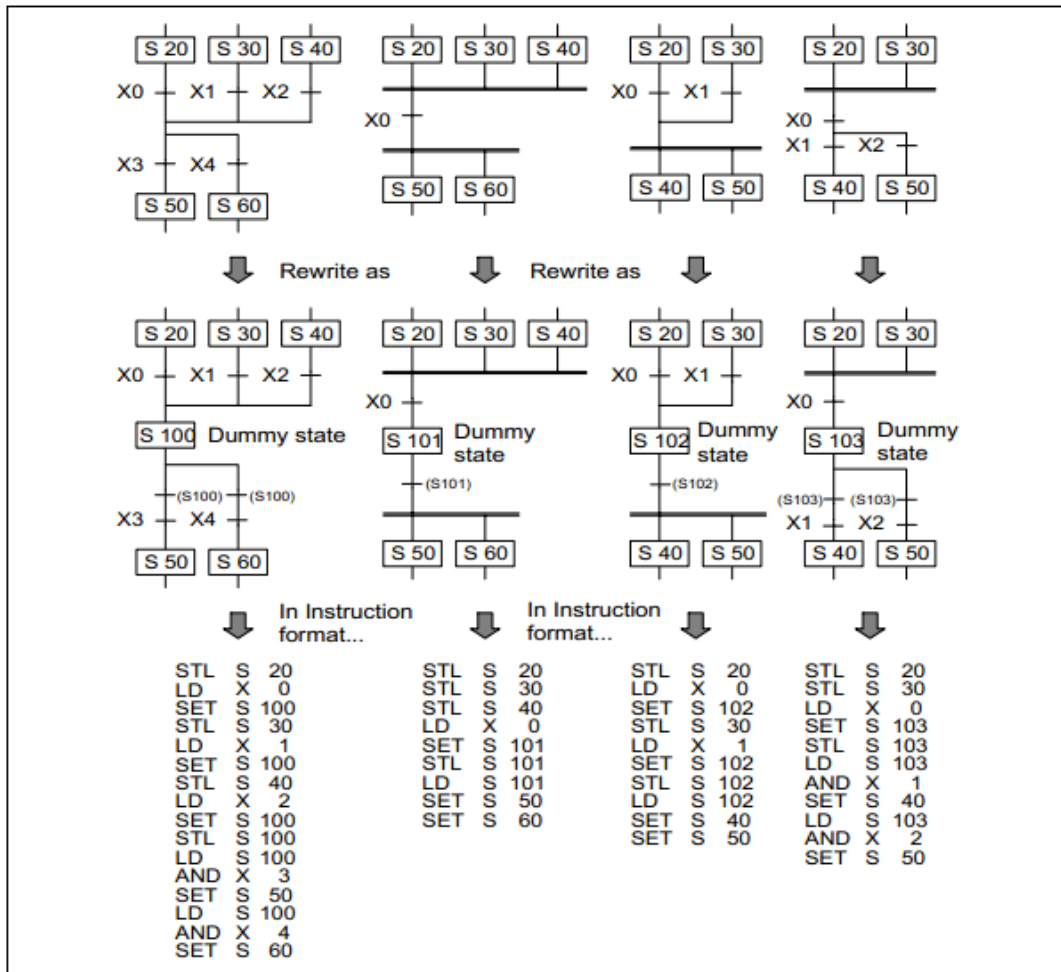 S 20 S 30 S 40 S 20 S 30 S 40 S 20 S 30 S 20 S 30
X0 X1 X2 X0 X1
X0 X0
X1 X2
X3 X4
S 50 S 60 S 50 S 60 S 40 S 50 S 40 S 50
Rewrite as Rewrite as
S 20 S 30 S 40 S 20 S 30 S 40 S 20 S 30 S 20 S 30
X0 X1 X2 X0 X1
X0 X0
S 100 Dummy state S 101 Dummy state S 102 Dummy state S 103 Dummy state
(S100) (S100) (S101) (S102) (S103) (S103)
X3 X4 X1 X2
S 50 S 60 S 50 S 60 S 40 S 50 S 40 S 50
In Instruction format... In Instruction format...
STL S 20
LD X 0
SET S 100
STL S 30
LD X 1
SET S 100
STL S 40
LD X 2
SET S 100
STL S 100
LD S 100
AND X 3
SET S 50
LD S 100
AND X 4
SET S 60
STL S 20
STL S 30
STL S 40
LD X 0
SET S 101
STL S 101
LD S 101
SET S 50
SET S 60
STL S 20
LD X 0
SET S 102
STL S 30
LD X 1
SET S 102
STL S 102
LD S 102
SET S 40
SET S 50
STL S 20
STL S 30
LD X 0
SET S 103
STL S 103
LD S 103
AND X 1
SET S 40
LD S 103
AND X 2
SET S 50